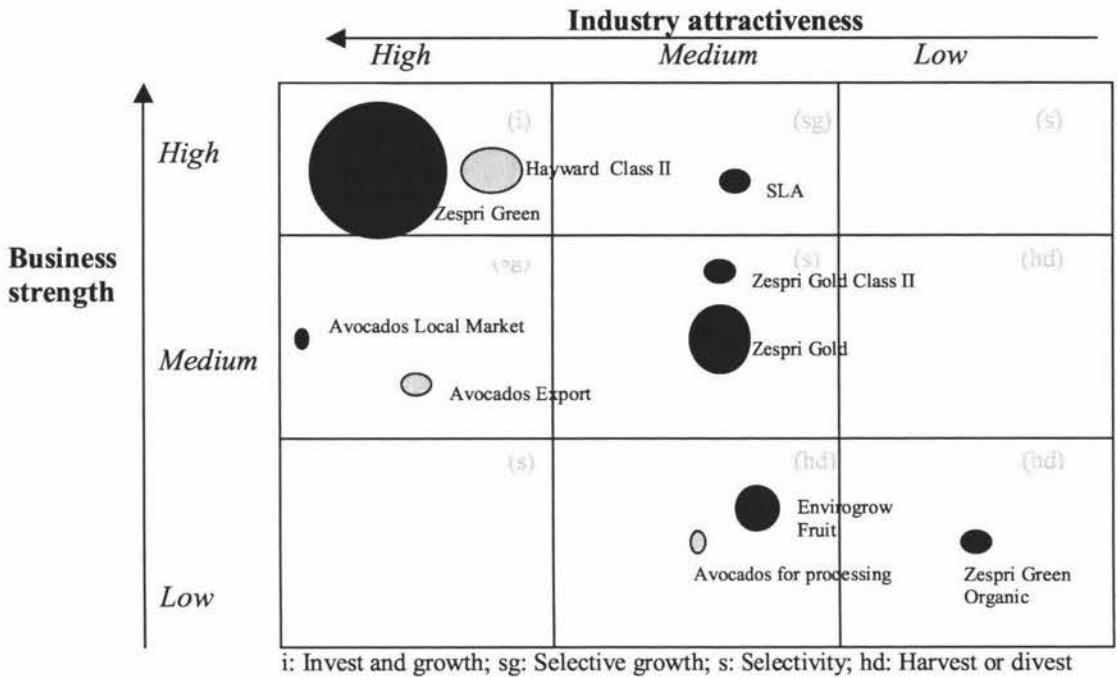 Industry attractiveness
High Medium Low
High
(i) (sg) (s)
Hayward Class II
SLA
Zespri Green
Business
strength
Medium
(sg) (s) (hd)
Zespri Gold Class II
Avocados Local Market
Zespri Gold
Avocados Export
(s) (hd) (hd)
Envirogrow
Fruit
Avocados for processing
Zespri Green
Organic
Low
i: Invest and growth; sg: Selective growth; s: Selectivity; hd: Harvest or divest